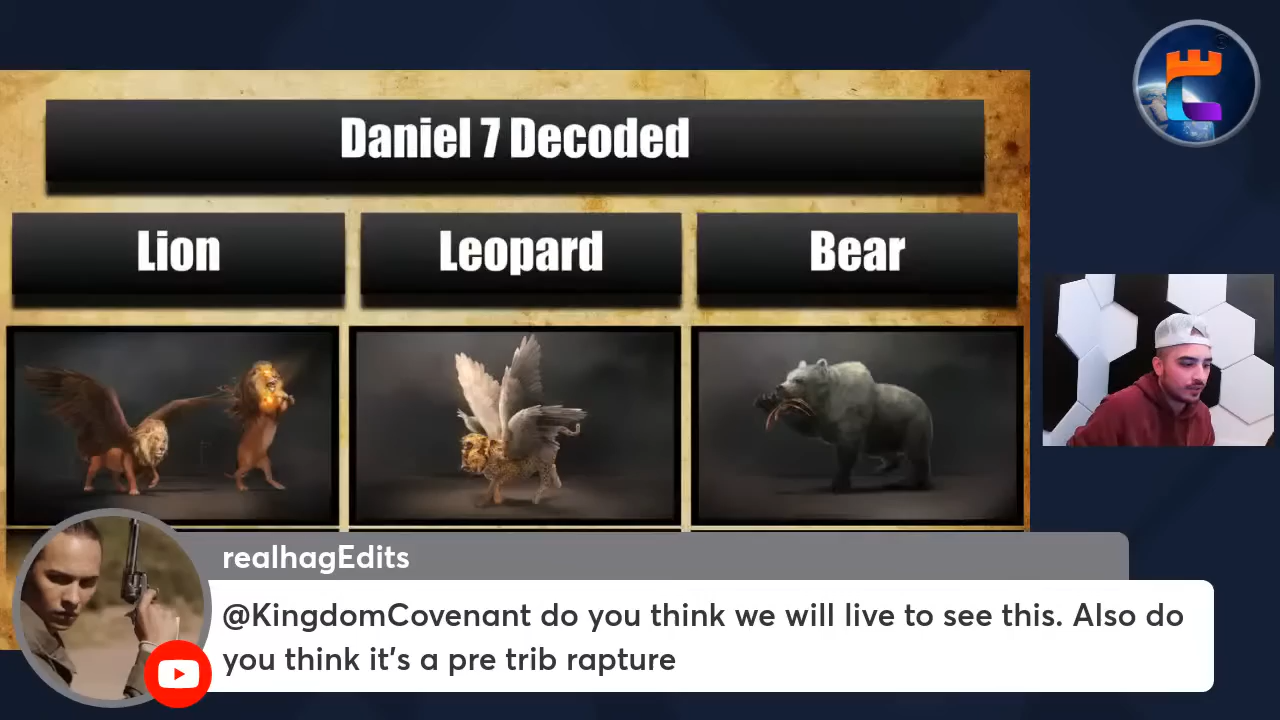 Daniel 7 Decoded
Lion
Leopard
Bear
realhagEdits
@KingdomCovenant do you think we will live to see this. Also do
you think it's a pre trib rapture